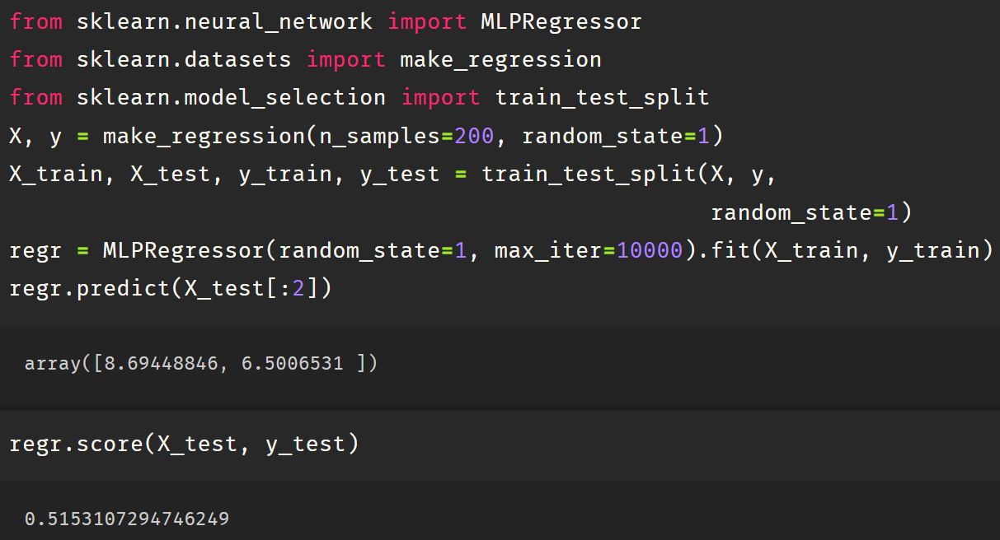 from sklearn.neural_network import MLPRegressor
from sklearn.datasets import make_regression
from sklearn.model_selection import train_test_split
X, y = make_regression(n_samples=200, random_state=1)
X_train, X_test, y_train, y_test = train_test_split(X, y,
random_state=1)
regr = MLPRegressor(random_state=1, max_iter=10000).fit(X_train, y_train)
regr.predict(X_test[:2])
array([8.69448846, 6.5006531 ])
regr.score(X_test, y_test)
0.5153107294746249